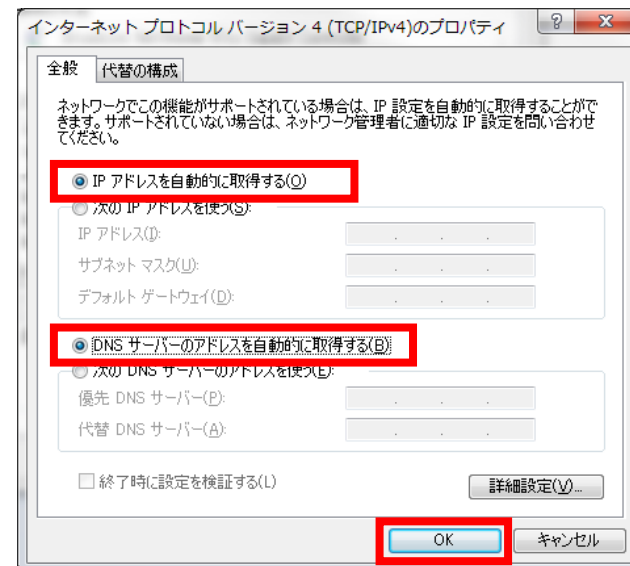 インターネット プロトコル バージョン 4 (TCP/IPv4)のプロパティ
全般 代替の構成
ネットワークでこの機能がサポートされている場合は、IP 設定を自動的に取得することがで
きます。サポートされていない場合は、ネットワーク管理者に適切な IP 設定を問い合わせ
てください。
IP アドレスを自動的に取得する(O)
次の IP アドレスを使う(S):
IP アドレス(I):
サブネット マスク(U):
デフォルト ゲートウェイ(D):
DNS サーバーのアドレスを自動的に取得する(B)
次の DNS サーバーのアドレスを使う(E):
優先 DNS サーバー(P):
代替 DNS サーバー(A):
終了時に設定を検証する(L)
詳細設定(V)...
OK キャンセル